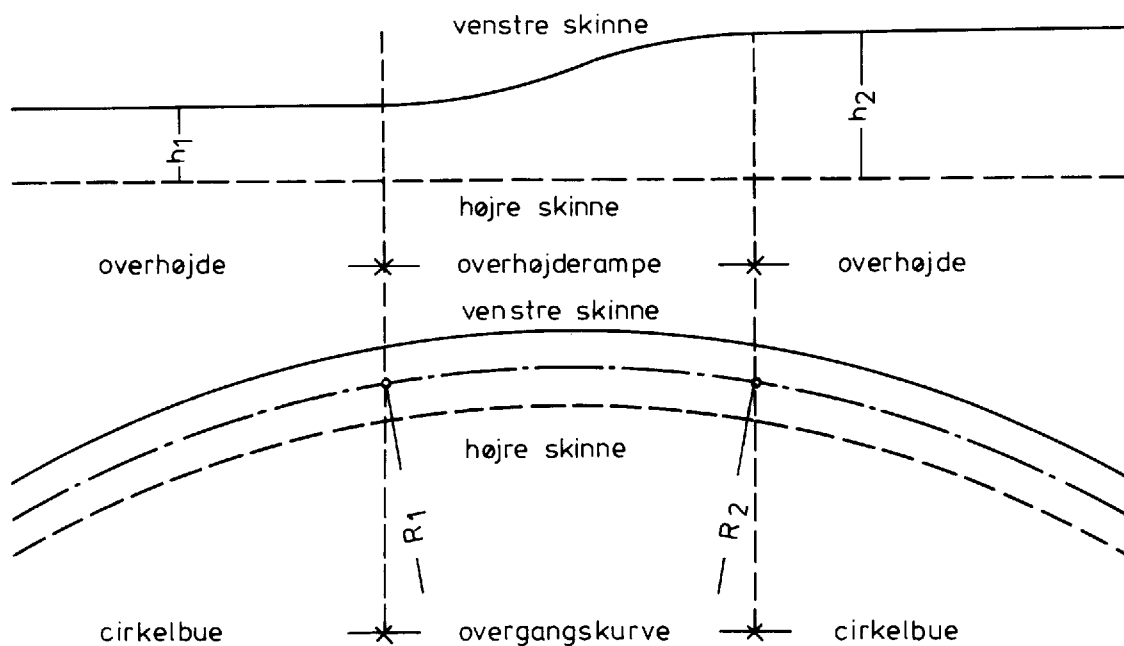 venstre skinne
h1
h2
højre skinne
overhøjde overhøjderampe overhøjde
venstre skinne
højre skinne
R1 R2
cirkelbue overgangskurve cirkelbue